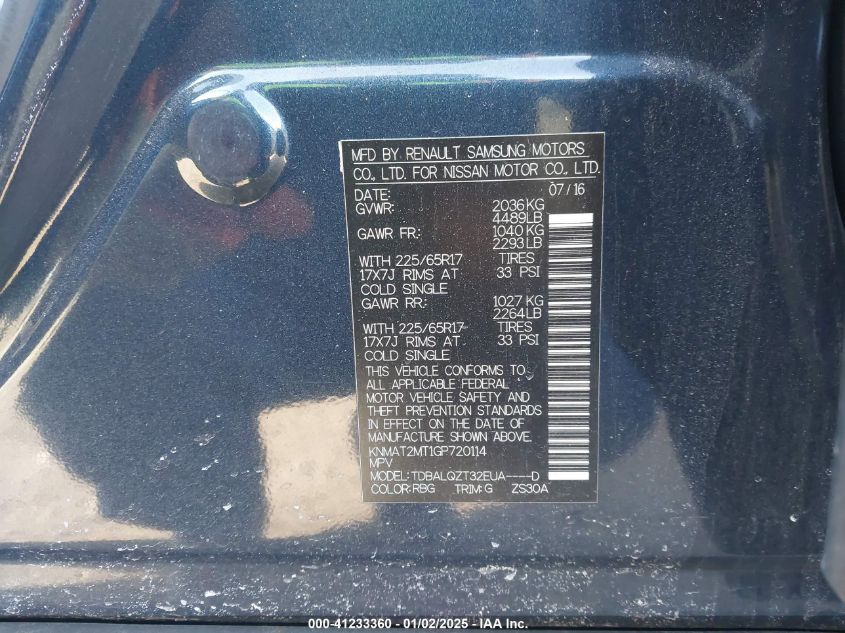 MFD BY RENAULT SAMSUNG MOTORS
CO., LTD. FOR NISSAN MOTOR CO., LTD.
DATE: 07/16
GVWR: 2036KG
4489LB
GAWR FR: 1040 KG
2293LB
WITH 225/65R17 TIRES
17X7J RIMS AT 33 PSI
COLD SINGLE
GAWR RR: 1027 KG
2264LB
WITH 225/65R17 TIRES
17X7J RIMS AT 33 PSI
COLD SINGLE
THIS VEHICLE CONFORMS TO
ALL APPLICABLE FEDERAL
MOTOR VEHICLE SAFETY AND
THEFT PREVENTION STANDARDS
IN EFFECT ON THE DATE OF
MANUFACTURE SHOWN ABOVE.
KNMAT2MT1GP720114
MPV
MODEL: TDBALQZT32EUA----D
COLOR: RBG TRIM: G ZS30A
000-41233360 - 01/02/2025 - IAA Inc.